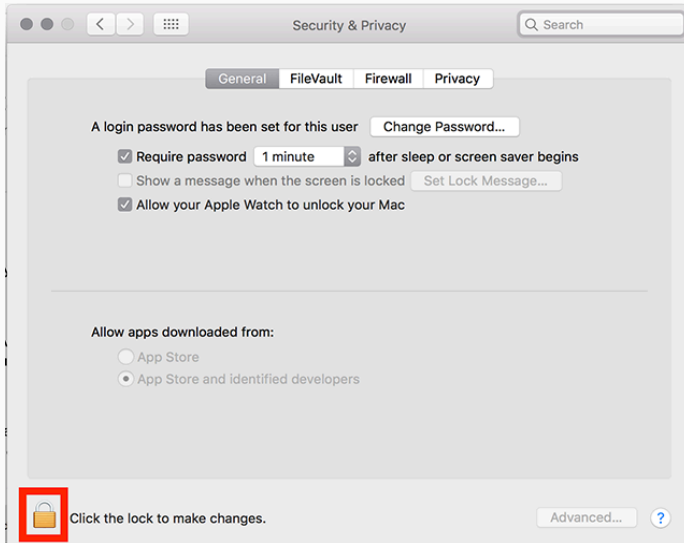 Security & Privacy
Search
General FileVault Firewall Privacy
A login password has been set for this user Change Password...
Require password 1 minute after sleep or screen saver begins
Show a message when the screen is locked Set Lock Message...
Allow your Apple Watch to unlock your Mac
Allow apps downloaded from:
App Store
App Store and identified developers
Click the lock to make changes.
Advanced... ?